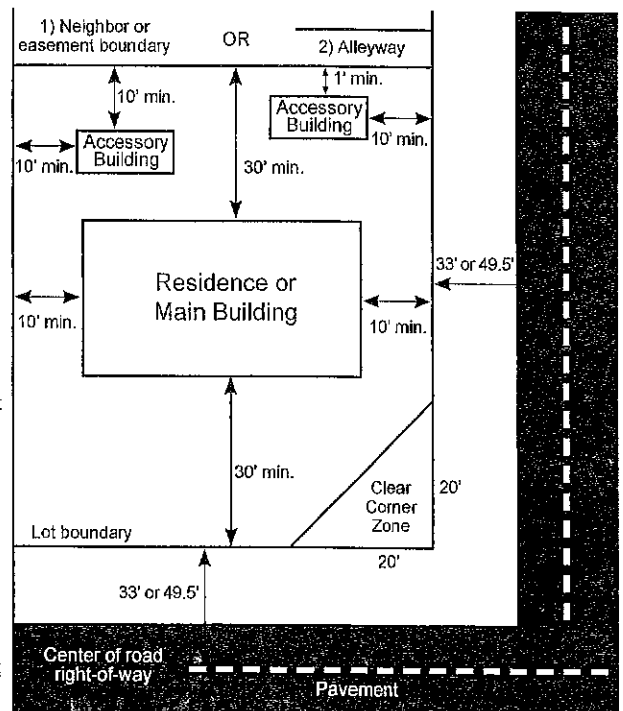 1) Neighbor or
easement boundary
OR
2) Alleyway
10' min.
1' min.
Accessory
Building
10' min.
Accessory
Building
10' min.
30' min.
Residence or
Main Building
33' or 49.5'
10' min.
10' min.
30' min.
Clear
Corner
Zone
20'
Lot boundary
20'
33' or 49.5'
Center of road
right-of-way
Pavement